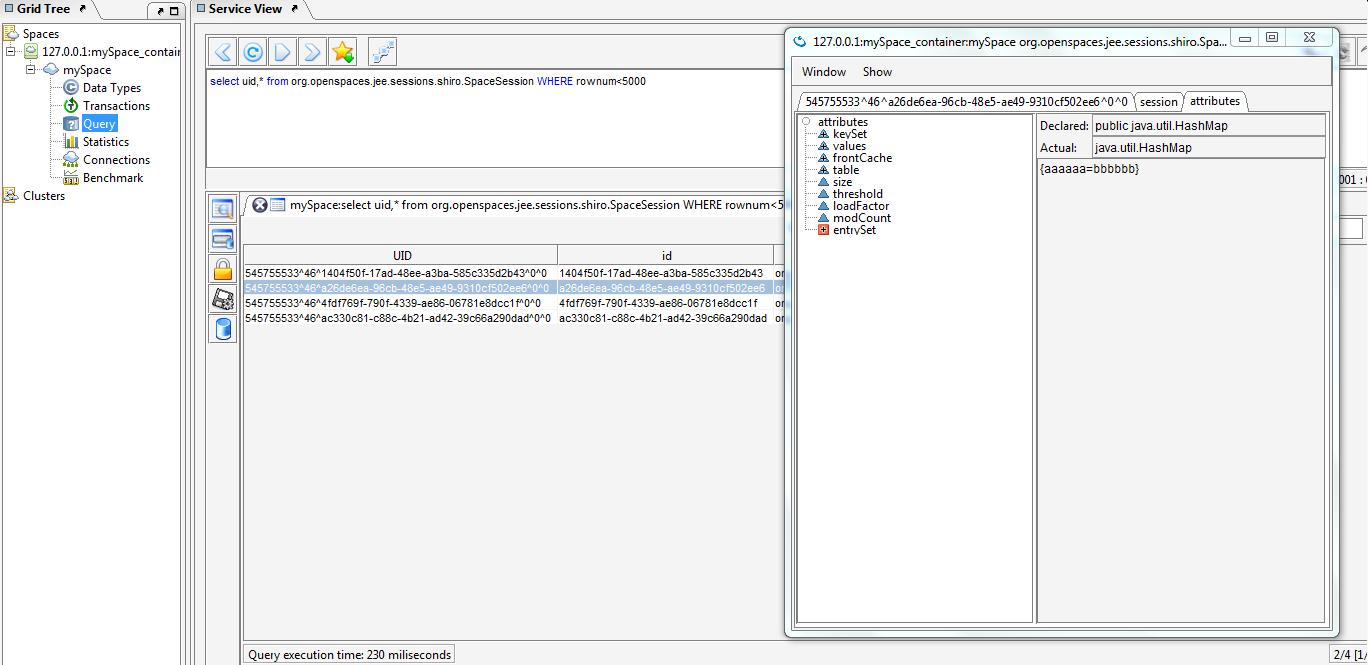 Grid Tree
Spaces
127.0.0.1:mySpace_contair
mySpace
Data Types
Transactions
Query
Statistics
Connections
Benchmark
Clusters
Service View
select uid,* from org.openspaces.jee.sessions.shiro.SpaceSession WHERE rownum<5000
mySpace:select uid,* from org.openspaces.jee.sessions.shiro.SpaceSession WHERE rownum<5
UID id
545755533^46^1404f50f-17ad-48ee-a3ba-585c335d2b43^0^0 1404f50f-17ad-48ee-a3ba-585c335d2b43 or
545755533^46^a26de6ea-96cb-48e5-ae49-9310cf502ee6^0^0 a26de6ea-96cb-48e5-ae49-9310cf502ee6 or
545755533^46^4fdf769f-790f-4339-ae86-06781e8dcc1f^0^0 4fdf769f-790f-4339-ae86-06781e8dcc1f or
545755533^46^ac330c81-c88c-4b21-ad42-39c66a290dad^0^0 ac330c81-c88c-4b21-ad42-39c66a290dad or
Query execution time: 230 miliseconds
127.0.0.1:mySpace_container:mySpace org.openspaces.jee.sessions.shiro.Spa...
Window Show
545755533^46^a26de6ea-96cb-48e5-ae49-9310cf502ee6^0^0 session attributes
attributes
keySet
values
frontCache
table
size
threshold
loadFactor
modCount
entrySet
Declared: public java.util.HashMap
Actual: java.util.HashMap
{aaaaaa=bbbbbb}
001 :
2/4 [1/